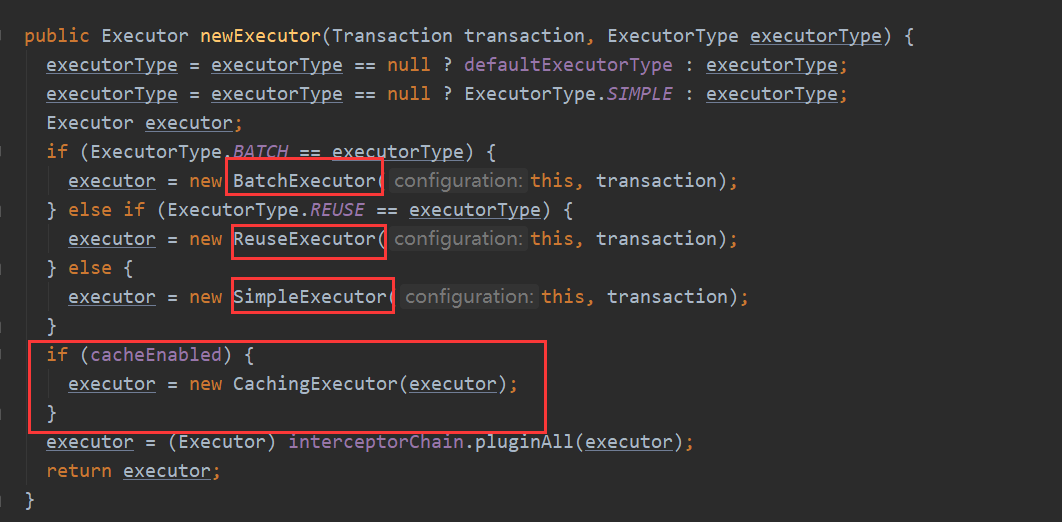 public Executor newExecutor(Transaction transaction, ExecutorType executorType) {
executorType = executorType == null ? defaultExecutorType : executorType;
executorType = executorType == null ? ExecutorType.SIMPLE : executorType;
Executor executor;
if (ExecutorType.BATCH == executorType) {
executor = new BatchExecutor( configuration: this, transaction);
} else if (ExecutorType.REUSE == executorType) {
executor = new ReuseExecutor( configuration: this, transaction);
} else {
executor = new SimpleExecutor( configuration: this, transaction);
}
if (cacheEnabled) {
executor = new CachingExecutor(executor);
}
executor = (Executor) interceptorChain.pluginAll(executor);
return executor;
}